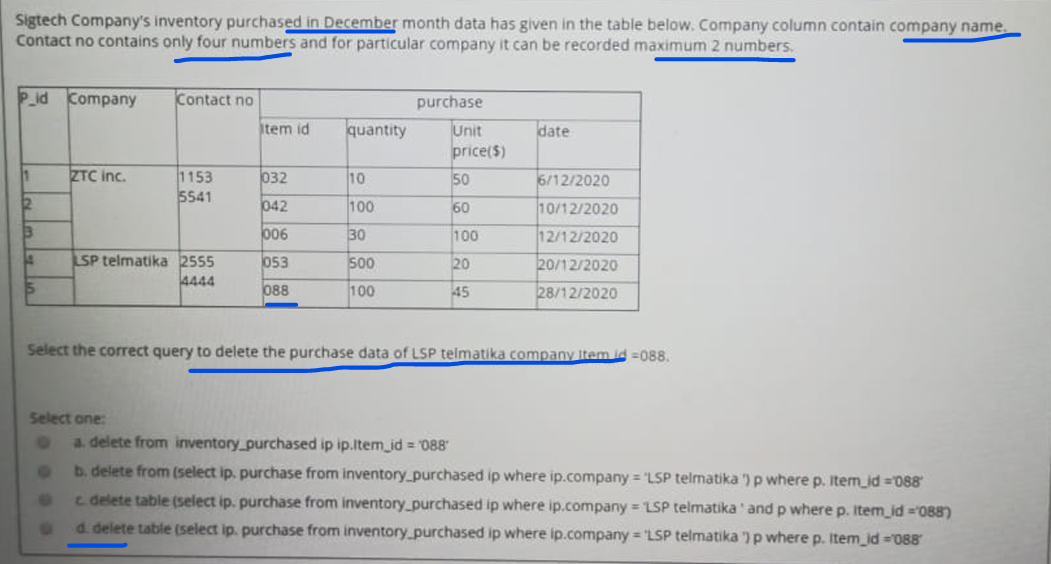 Sigtech Company's inventory purchased in December month data has given in the table below. Company column contain company name.
Contact no contains only four numbers and for particular company it can be recorded maximum 2 numbers.
P_id Company Contact no purchase
Item id quantity Unit price($) date
1 ZTC inc. 1153 032 10 50 6/12/2020
5541
2 042 100 60 10/12/2020
3 006 30 100 12/12/2020
4 LSP telmatika 2555 053 500 20 20/12/2020
4444
5 088 100 45 28/12/2020
Select the correct query to delete the purchase data of LSP telmatika company Item id =088.
Select one:
a. delete from inventory_purchased ip ip.Item_id = '088'
b. delete from (select ip. purchase from inventory_purchased ip where ip.company = 'LSP telmatika ') p where p. Item_id ='088'
c. delete table (select ip. purchase from inventory_purchased ip where ip.company = 'LSP telmatika ' and p where p. Item_id ='088')
d. delete table (select ip. purchase from inventory_purchased ip where ip.company = 'LSP telmatika ') p where p. Item_id ='088'